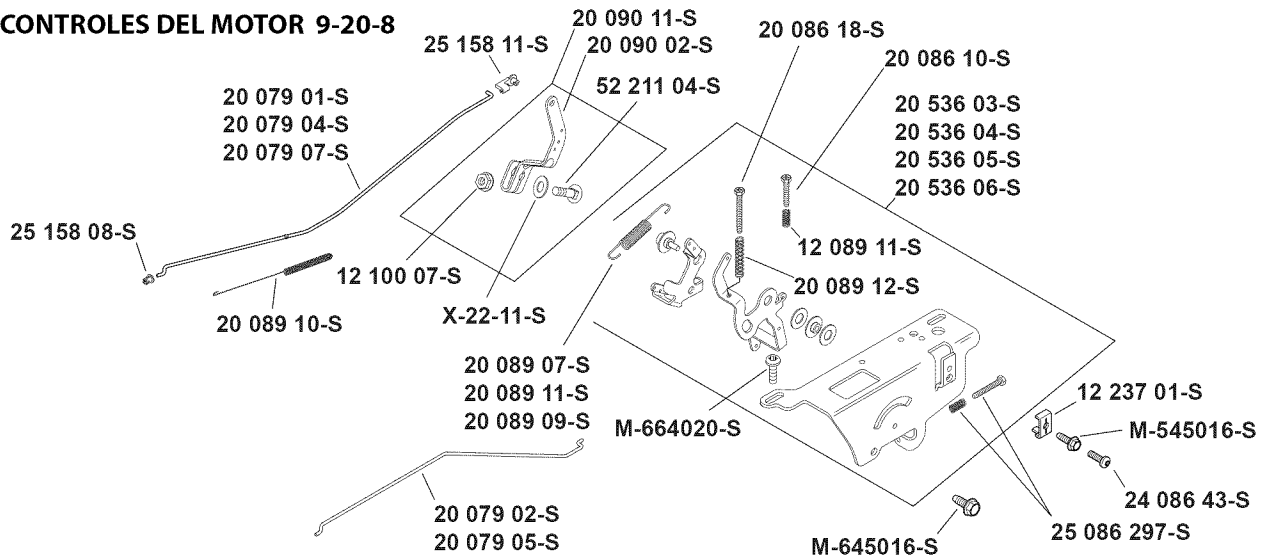 CONTROLES DEL MOTOR 9-20-8
20 090 11-S
20 090 02-S
25 158 11-S
52 211 04-S
20 086 18-S
20 086 10-S
20 079 01-S
20 079 04-S
20 079 07-S
20 536 03-S
20 536 04-S
20 536 05-S
20 536 06-S
25 158 08-S
12 089 11-S
12 100 07-S
20 089 12-S
20 089 10-S
X-22-11-S
20 089 07-S
20 089 11-S
20 089 09-S
M-664020-S
12 237 01-S
M-545016-S
24 086 43-S
25 086 297-S
20 079 02-S
20 079 05-S
M-645016-S